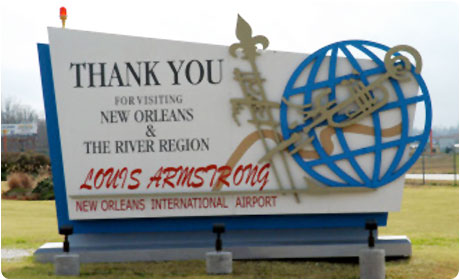 THANK YOU
FOR VISITING
NEW ORLEANS
&
THE RIVER REGION
LOUIS ARMSTRONG
NEW ORLEANS INTERNATIONAL AIRPORT